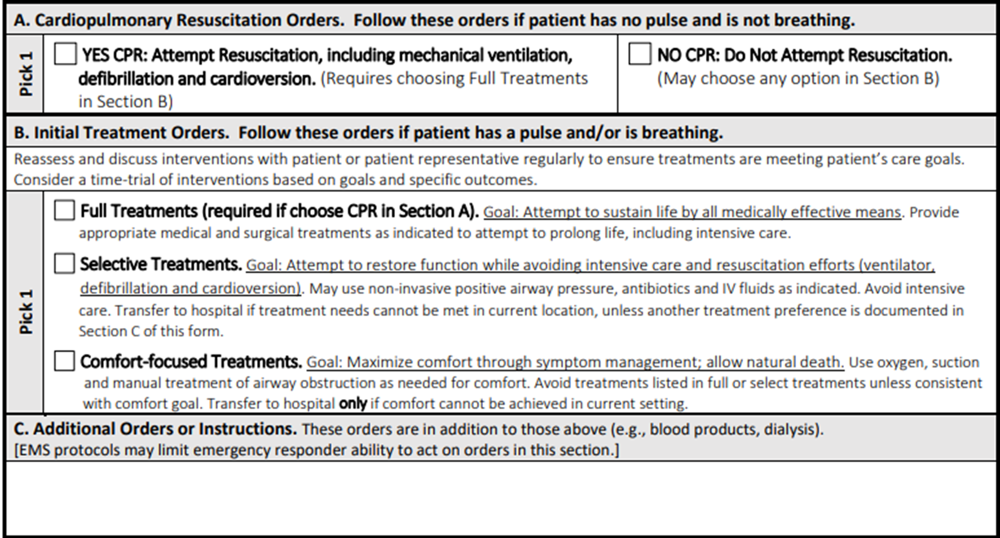 A. Cardiopulmonary Resuscitation Orders.  Follow these orders if patient has no pulse and is not breathing.
Pick 1
YES CPR: Attempt Resuscitation, including mechanical ventilation,
defibrillation and cardioversion. (Requires choosing Full Treatments
in Section B)
NO CPR: Do Not Attempt Resuscitation.
(May choose any option in Section B)
B. Initial Treatment Orders.  Follow these orders if patient has a pulse and/or is breathing.
Reassess and discuss interventions with patient or patient representative regularly to ensure treatments are meeting patient’s care goals.
Consider a time-trial of interventions based on goals and specific outcomes.
Pick 1
Full Treatments (required if choose CPR in Section A). Goal: Attempt to sustain life by all medically effective means. Provide
appropriate medical and surgical treatments as indicated to attempt to prolong life, including intensive care.
Selective Treatments. Goal: Attempt to restore function while avoiding intensive care and resuscitation efforts (ventilator,
defibrillation and cardioversion). May use non-invasive positive airway pressure, antibiotics and IV fluids as indicated. Avoid intensive
care. Transfer to hospital if treatment needs cannot be met in current location, unless another treatment preference is documented in
Section C of this form.
Comfort-focused Treatments. Goal: Maximize comfort through symptom management; allow natural death. Use oxygen, suction
and manual treatment of airway obstruction as needed for comfort. Avoid treatments listed in full or select treatments unless consistent
with comfort goal. Transfer to hospital only if comfort cannot be achieved in current setting.
C. Additional Orders or Instructions. These orders are in addition to those above (e.g., blood products, dialysis).
[EMS protocols may limit emergency responder ability to act on orders in this section.]